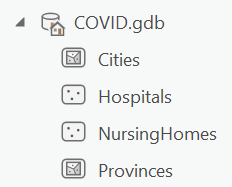 COVID.gdb
Cities
Hospitals
NursingHomes
Provinces